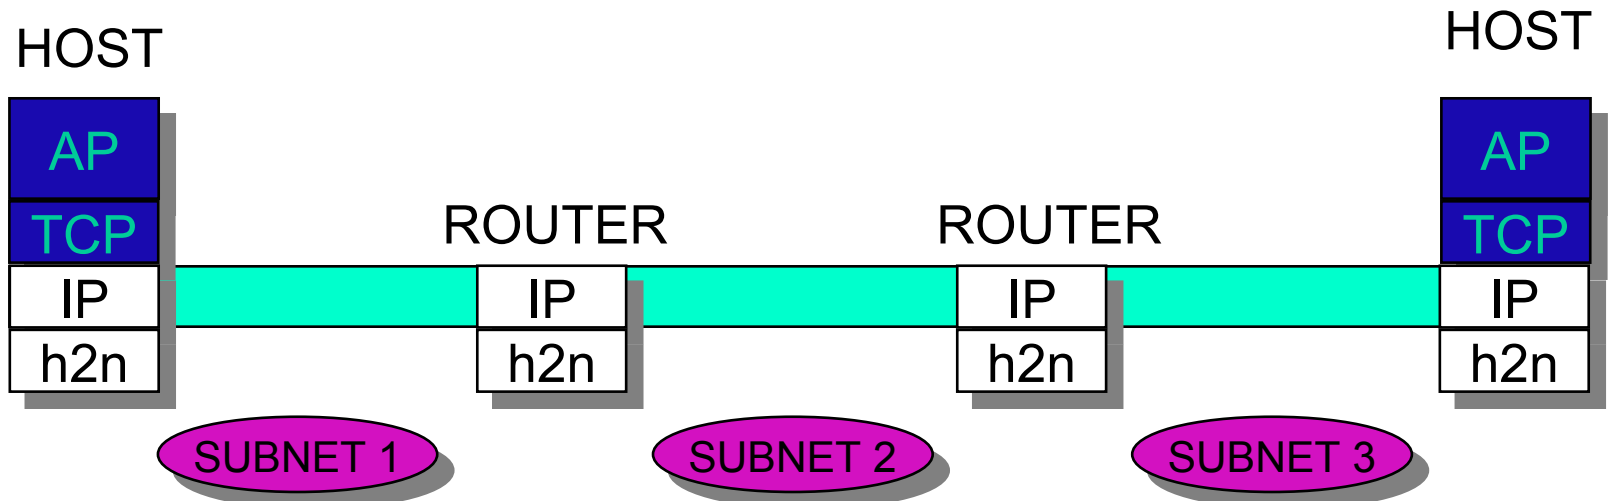 HOST
HOST
AP
AP
TCP
ROUTER
ROUTER
TCP
IP
IP
IP
IP
h2n
h2n
h2n
h2n
SUBNET 1
SUBNET 2
SUBNET 3